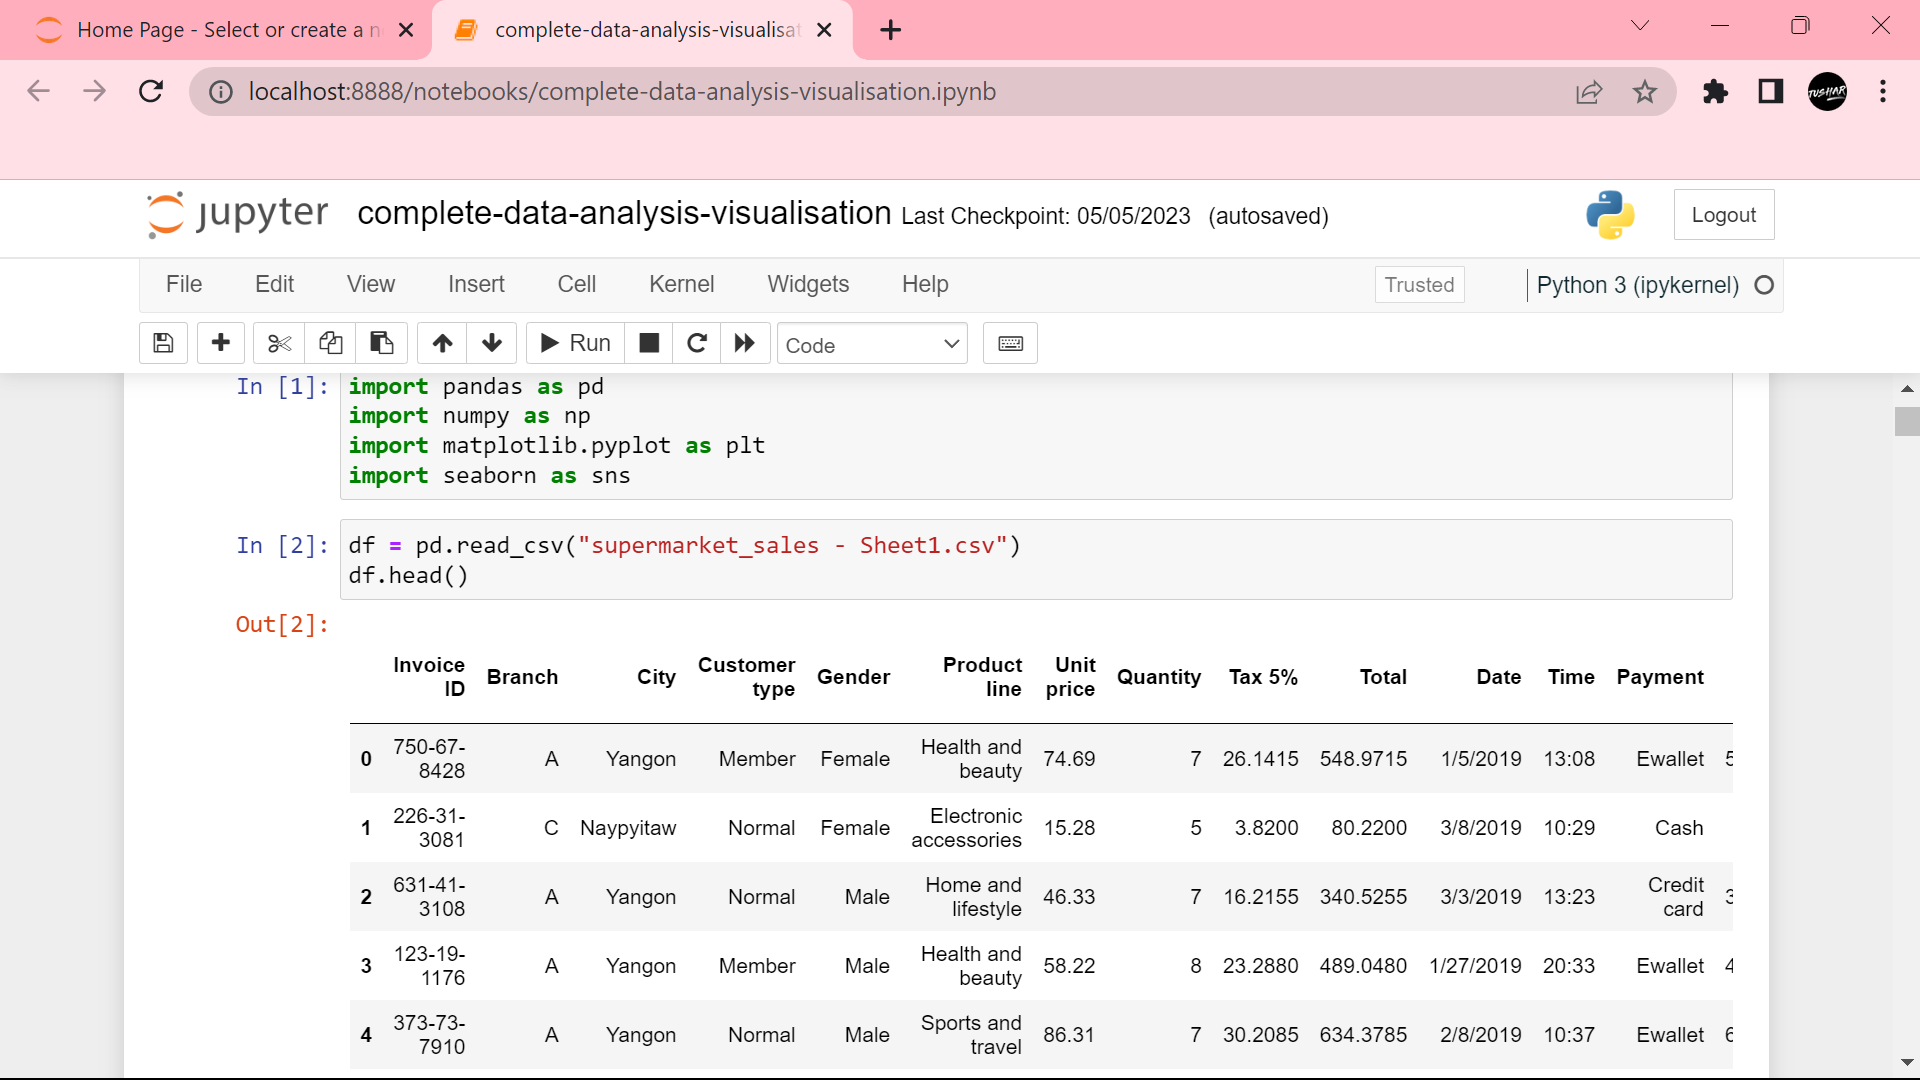 Home Page - Select or create a n
complete-data-analysis-visualisat
localhost:8888/notebooks/complete-data-analysis-visualisation.ipynb
TUSHAR
jupyter complete-data-analysis-visualisation Last Checkpoint: 05/05/2023 (autosaved)
Logout
File Edit View Insert Cell Kernel Widgets Help
Trusted
Python 3 (ipykernel)
Run
Code
In [1]: import pandas as pd
import numpy as np
import matplotlib.pyplot as plt
import seaborn as sns
In [2]: df = pd.read_csv("supermarket_sales - Sheet1.csv")
df.head()
Out[2]:
Invoice ID Branch City Customer type Gender Product line Unit price Quantity Tax 5% Total Date Time Payment
0 750-67-8428 A Yangon Member Female Health and beauty 74.69 7 26.1415 548.9715 1/5/2019 13:08 Ewallet 5
1 226-31-3081 C Naypyitaw Normal Female Electronic accessories 15.28 5 3.8200 80.2200 3/8/2019 10:29 Cash
2 631-41-3108 A Yangon Normal Male Home and lifestyle 46.33 7 16.2155 340.5255 3/3/2019 13:23 Credit card 3
3 123-19-1176 A Yangon Member Male Health and beauty 58.22 8 23.2880 489.0480 1/27/2019 20:33 Ewallet 4
4 373-73-7910 A Yangon Normal Male Sports and travel 86.31 7 30.2085 634.3785 2/8/2019 10:37 Ewallet 6